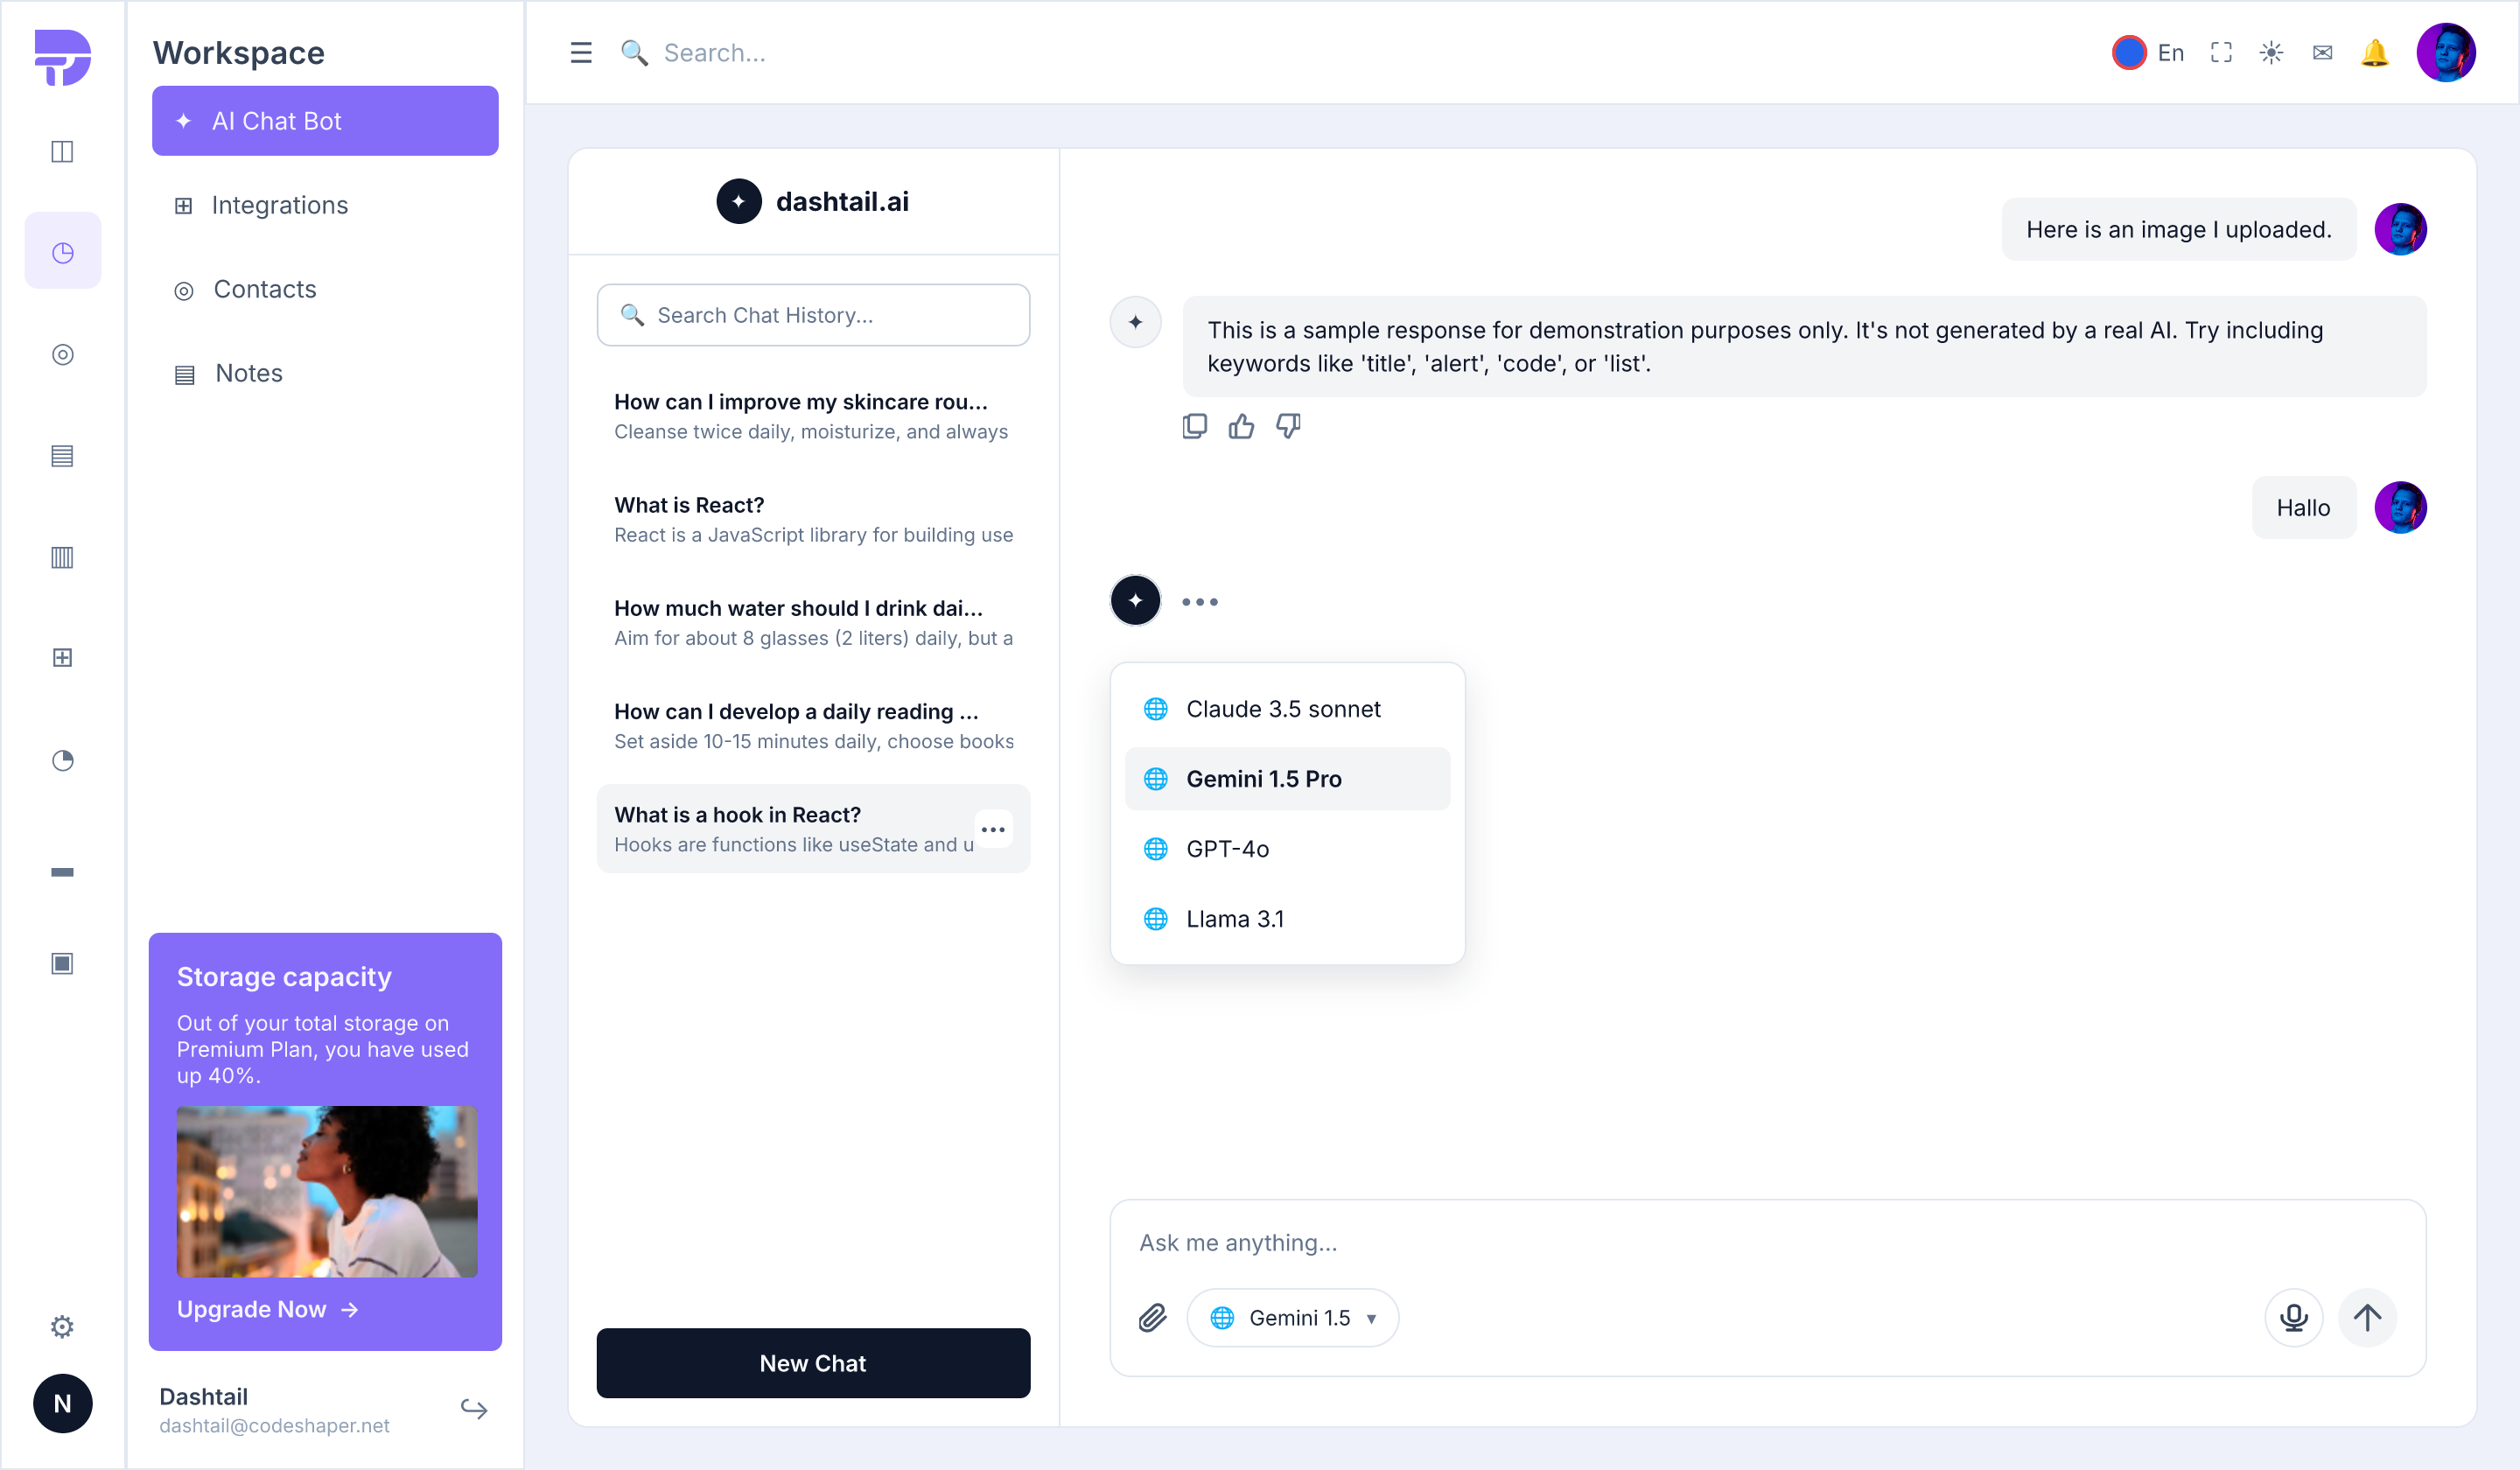 Workspace
AI Chat Bot
Integrations
Contacts
Notes
Storage capacity
Out of your total storage on
Premium Plan, you have used
up 40%.
Upgrade Now →
N
Dashtail
dashtail@codeshaper.net
Search...
En
dashtail.ai
Search Chat History...
How can I improve my skincare rou...
Cleanse twice daily, moisturize, and always
What is React?
React is a JavaScript library for building use
How much water should I drink dai...
Aim for about 8 glasses (2 liters) daily, but a
How can I develop a daily reading ...
Set aside 10-15 minutes daily, choose books
What is a hook in React?
Hooks are functions like useState and u
New Chat
Here is an image I uploaded.
This is a sample response for demonstration purposes only. It's not generated by a real AI. Try including
keywords like 'title', 'alert', 'code', or 'list'.
Hallo
Claude 3.5 sonnet
Gemini 1.5 Pro
GPT-4o
Llama 3.1
Ask me anything...
Gemini 1.5